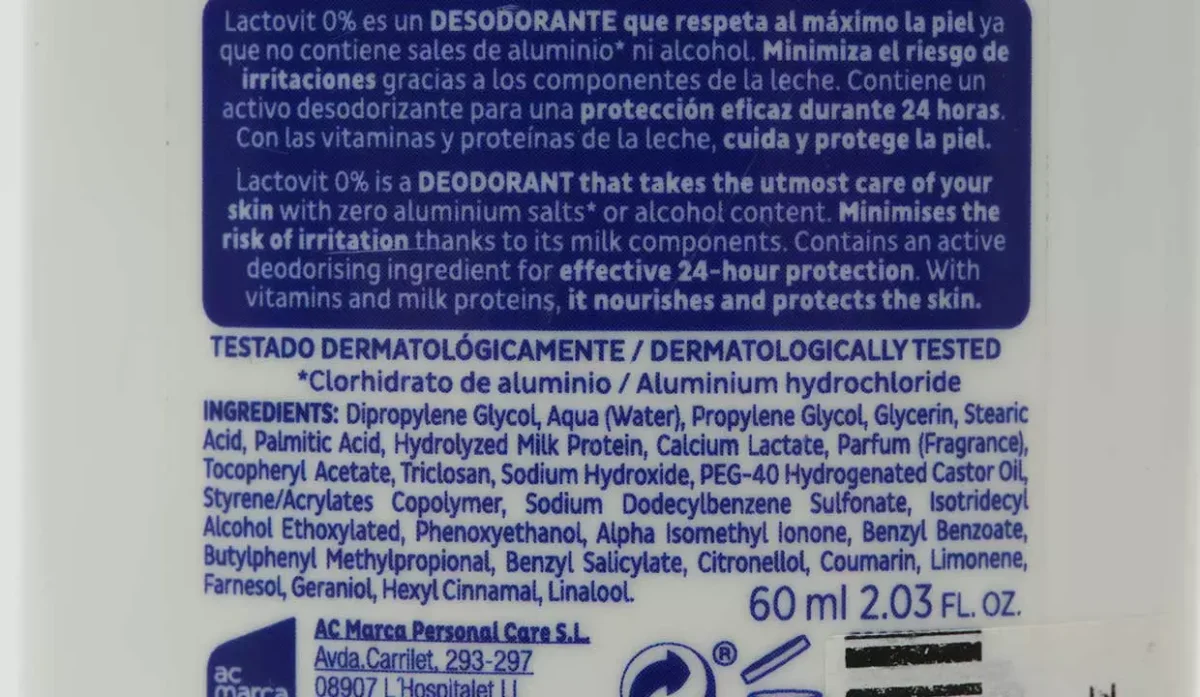 Lactovit 0% es un DESODORANTE que respeta al máximo la piel ya
que no contiene sales de aluminio* ni alcohol. Minimiza el riesgo de
irritaciones gracias a los componentes de la leche. Contiene un
activo desodorizante para una protección eficaz durante 24 horas.
Con las vitaminas y proteínas de la leche, cuida y protege la piel.
Lactovit 0% is a DEODORANT that takes the utmost care of your
skin with zero aluminium salts* or alcohol content. Minimises the
risk of irritation thanks to its milk components. Contains an active
deodorising ingredient for effective 24-hour protection. With
vitamins and milk proteins, it nourishes and protects the skin.
TESTADO DERMATOLÓGICAMENTE / DERMATOLOGICALLY TESTED
*Clorhidrato de aluminio / Aluminium hydrochloride
INGREDIENTS: Dipropylene Glycol, Aqua (Water), Propylene Glycol, Glycerin, Stearic
Acid, Palmitic Acid, Hydrolyzed Milk Protein, Calcium Lactate, Parfum (Fragrance),
Tocopheryl Acetate, Triclosan, Sodium Hydroxide, PEG-40 Hydrogenated Castor Oil,
Styrene/Acrylates Copolymer, Sodium Dodecylbenzene Sulfonate, Isotridecyl
Alcohol Ethoxylated, Phenoxyethanol, Alpha Isomethyl Ionone, Benzyl Benzoate,
Butylphenyl Methylpropional, Benzyl Salicylate, Citronellol, Coumarin, Limonene,
Farnesol, Geraniol, Hexyl Cinnamal, Linalool.
60 ml 2.03 FL. OZ.
AC Marca Personal Care S.L.
Avda.Carrilet, 293-297
08907 L'Hospitalet
ac
marca
®